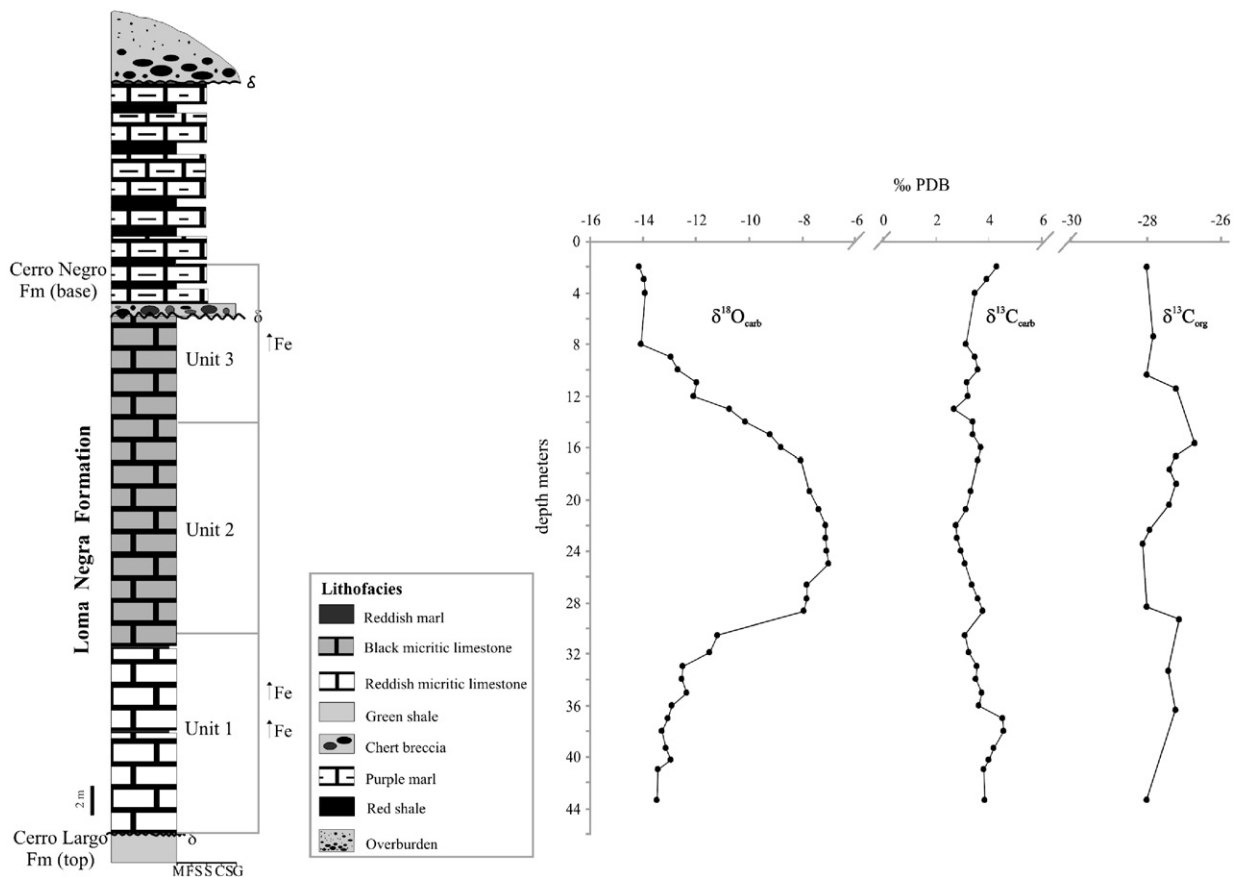 δ
Cerro Negro
Fm (base)
δ
↑Fe
Unit 3
Loma Negra Formation
Unit 2
↑Fe
Unit 1
↑Fe
2 m
Cerro Largo
Fm (top)
δ
MFSSCSG
Lithofacies
Reddish marl
Black micritic limestone
Reddish micritic limestone
Green shale
Chert breccia
Purple marl
Red shale
Overburden
‰ PDB
-16 -14 -12 -10 -8 -6 0 2 4 6 -30 -28 -26
0
4
8
12
16
20
24
28
32
36
40
44
depth meters
δ¹⁸Ocarb
δ¹³Ccarb
δ¹³Corg